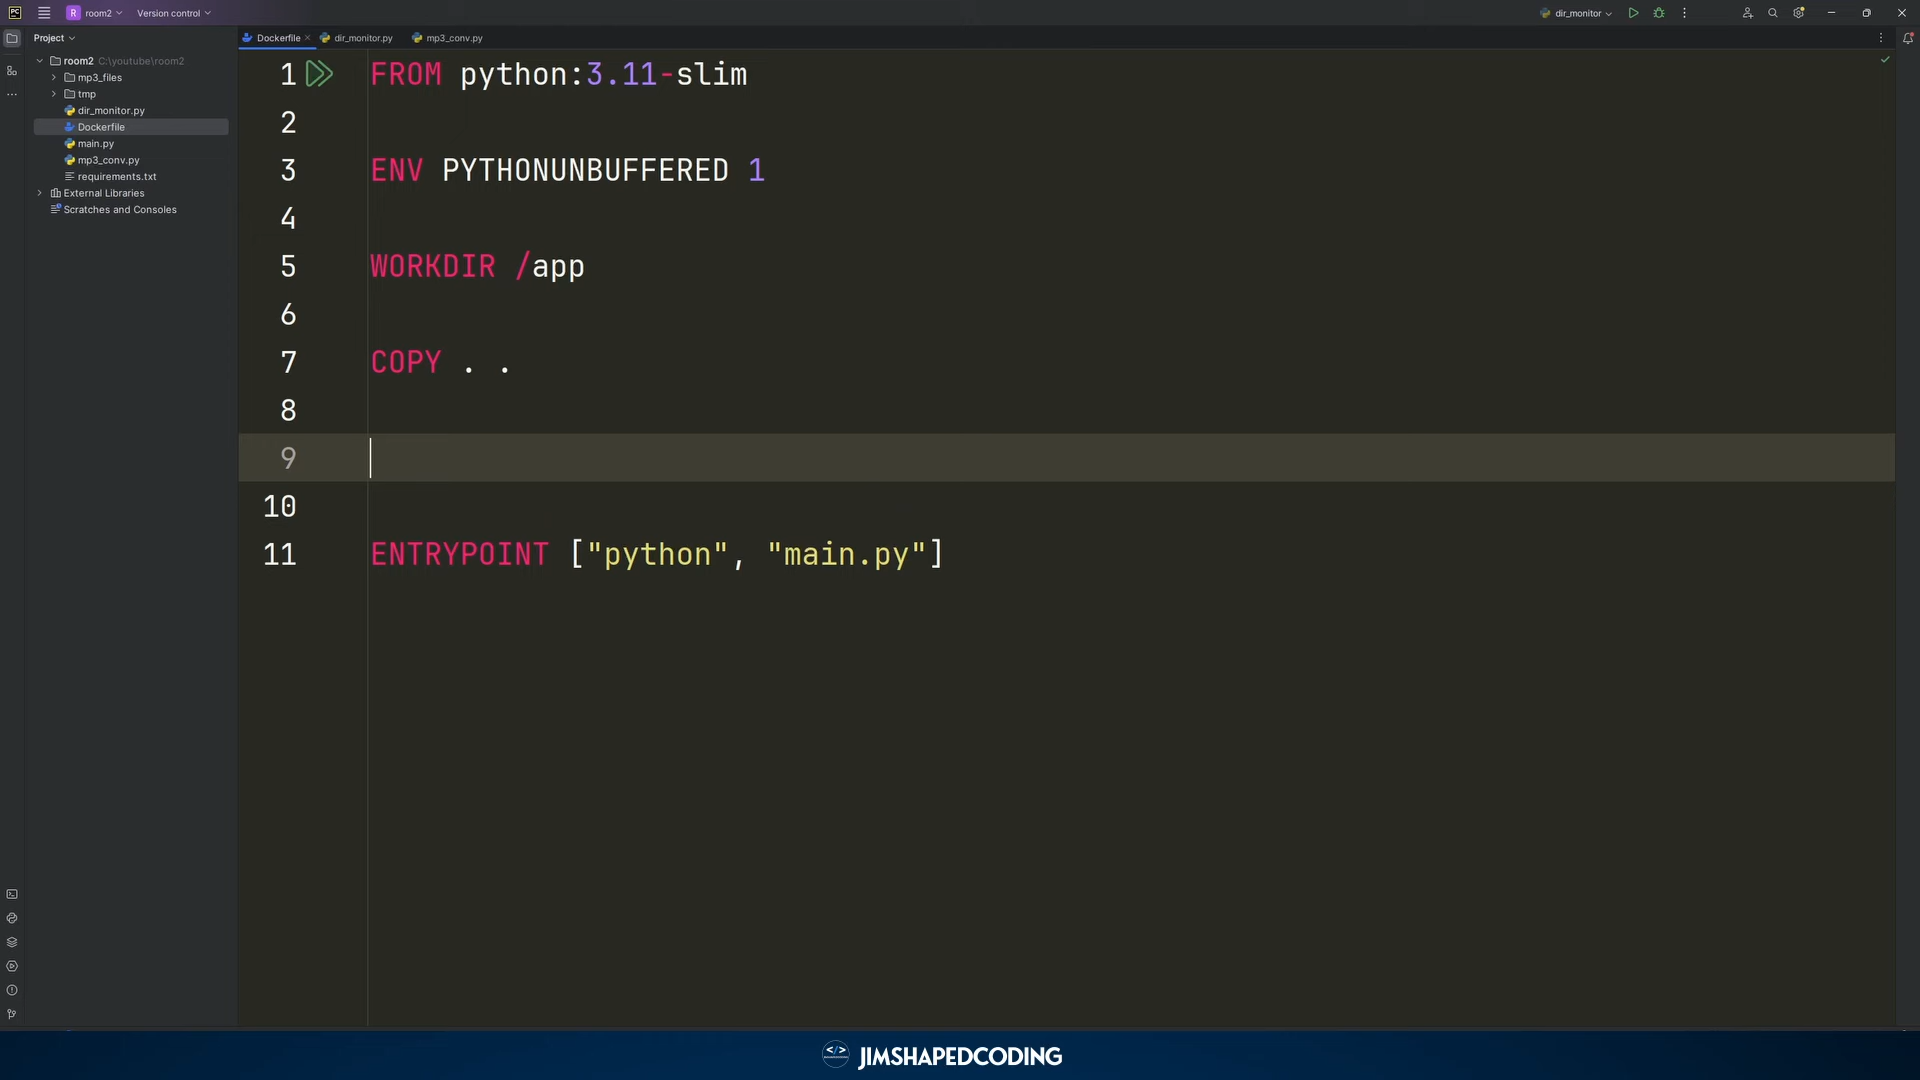 PC
R room2
Version control
dir_monitor
Project
Dockerfile
dir_monitor.py
mp3_conv.py
room2 C:\youtube\room2
mp3_files
tmp
dir_monitor.py
Dockerfile
main.py
mp3_conv.py
requirements.txt
External Libraries
Scratches and Consoles
1 FROM python:3.11-slim
2
3 ENV PYTHONUNBUFFERED 1
4
5 WORKDIR /app
6
7 COPY . .
8
9
10
11 ENTRYPOINT ["python", "main.py"]
</> JIMSHAPEDCODING